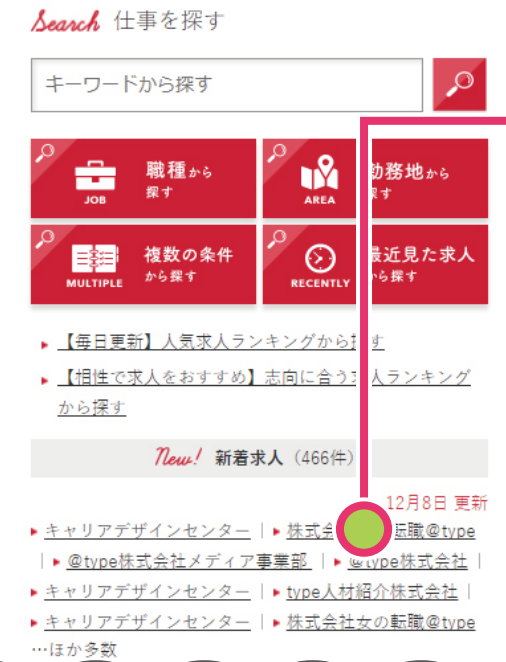 Search 仕事を探す
キーワードから探す
職種から
探す
JOB
勤務地から
探す
AREA
複数の条件
から探す
MULTIPLE
最近見た求人
から探す
RECENTLY
【毎日更新】人気求人ランキングから探す
【相性で求人をおすすめ】志向に合う求人ランキング
から探す
New! 新着求人（466件）
12月8日 更新
キャリアデザインセンター｜株式会 転職@type
｜@type株式会社メディア事業部｜@type株式会社｜
キャリアデザインセンター｜type人材紹介株式会社｜
キャリアデザインセンター｜株式会社女の転職@type
…ほか多数